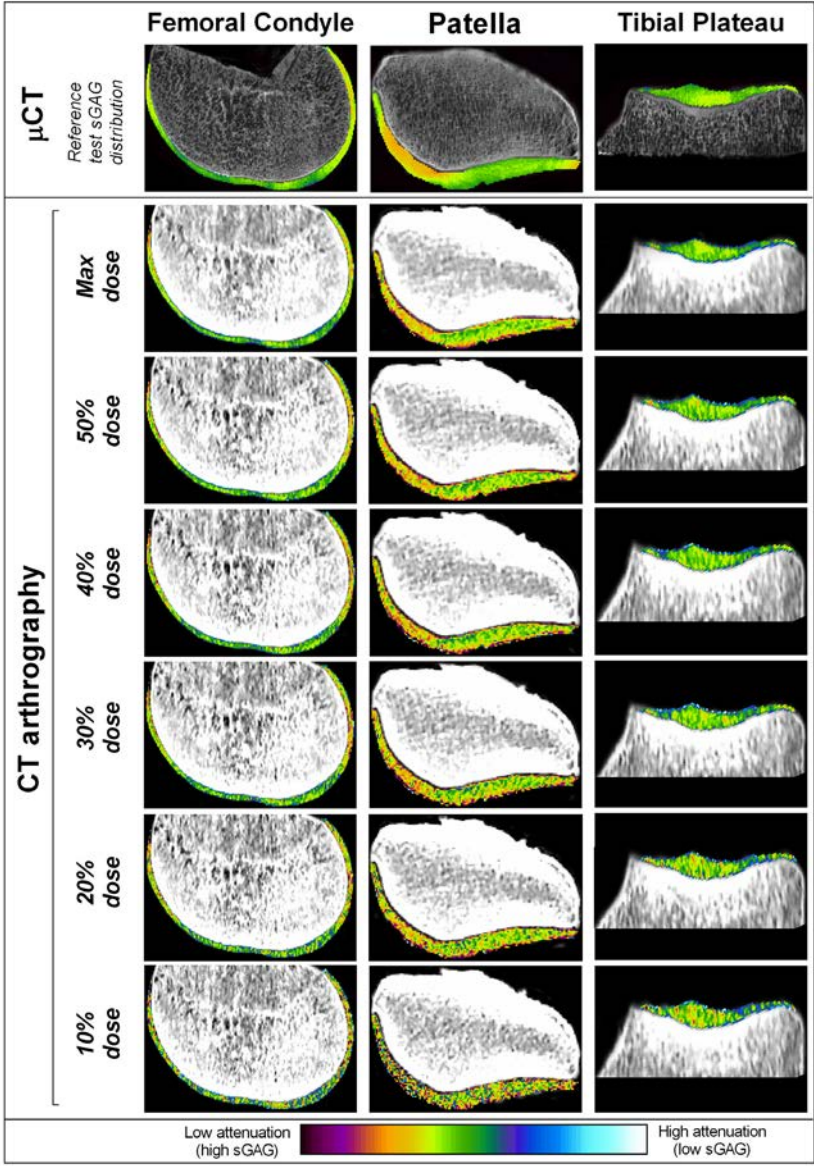 Femoral Condyle
Patella
Tibial Plateau
μCT
Reference
test sGAG
distribution
CT arthrography
Max
dose
50%
dose
40%
dose
30%
dose
20%
dose
10%
dose
Low attenuation
(high sGAG)
High attenuation
(low sGAG)